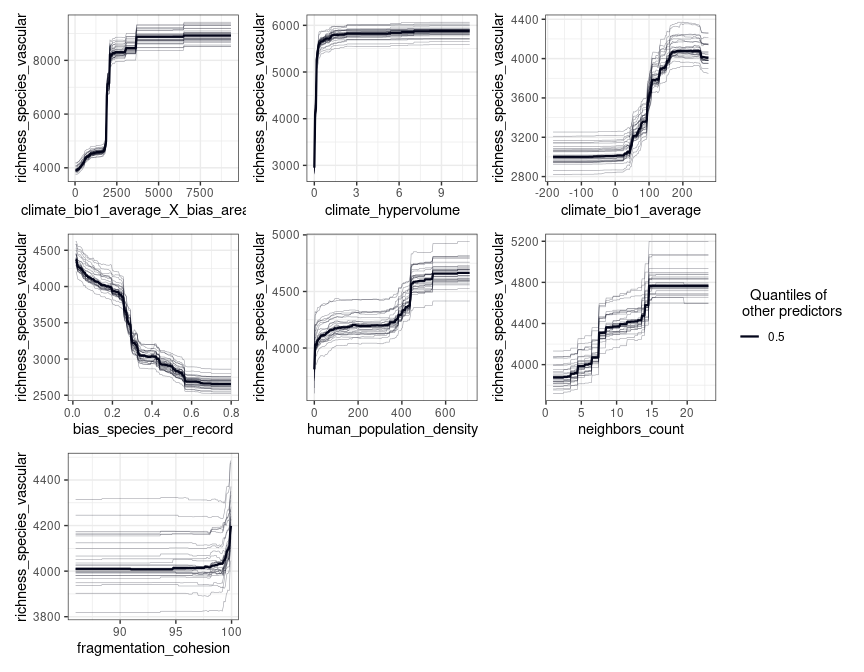 richness_species_vascular
8000
6000
4000
0 2500 5000 7500
climate_bio1_average_X_bias_area
richness_species_vascular
6000
5000
4000
3000
0 3 6 9
climate_hypervolume
richness_species_vascular
4400
4000
3600
3200
2800
-200 -100 0 100 200
climate_bio1_average
richness_species_vascular
4500
4000
3500
3000
2500
0.0 0.2 0.4 0.6 0.8
bias_species_per_record
richness_species_vascular
5000
4500
4000
0 200 400 600
human_population_density
richness_species_vascular
5200
4800
4400
4000
0 5 10 15 20
neighbors_count
Quantiles of
other predictors
0.5
richness_species_vascular
4400
4200
4000
3800
90 95 100
fragmentation_cohesion